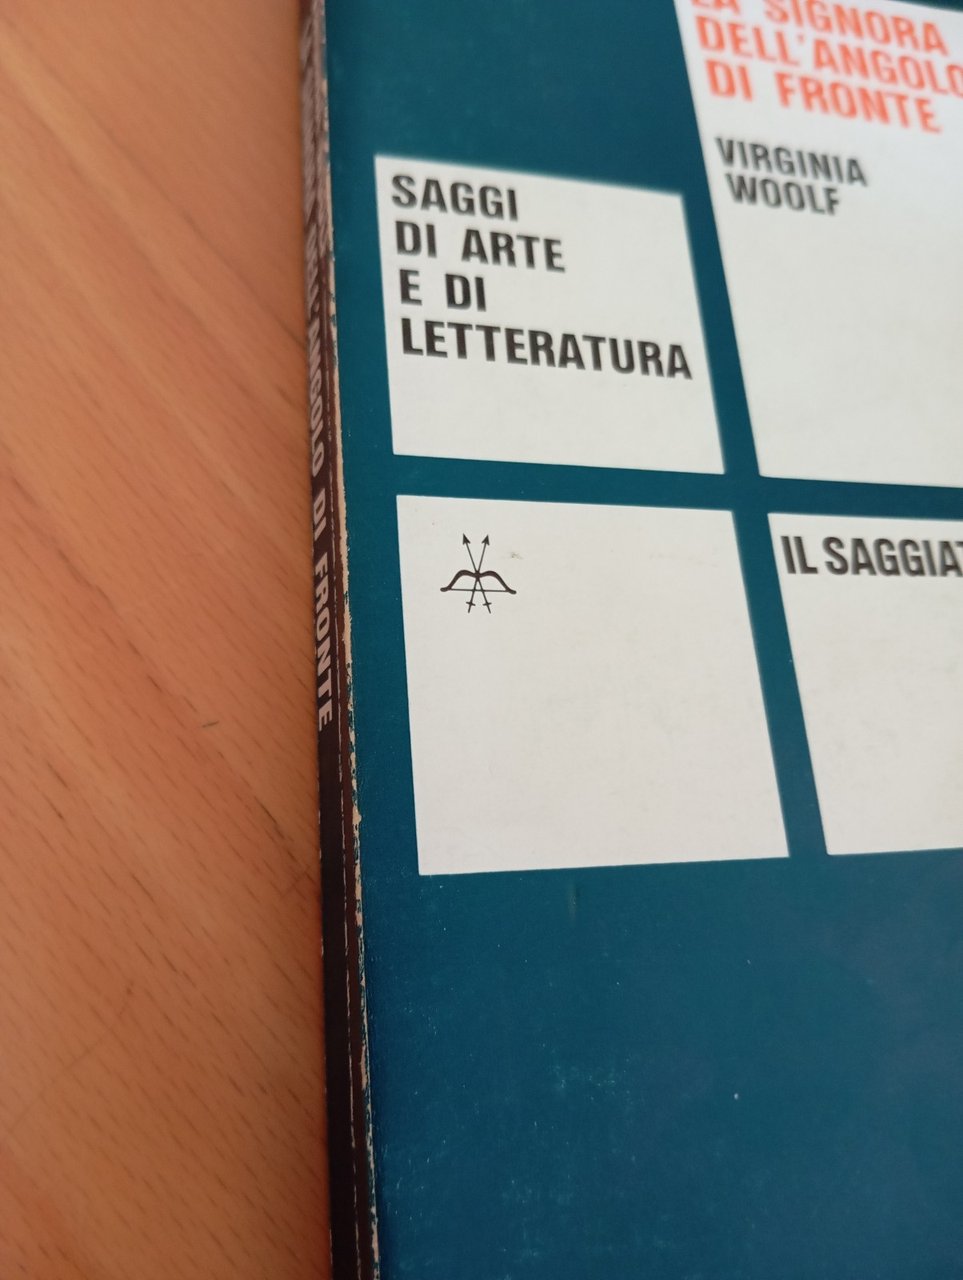 LA SIGNORA
DELL'ANGOLO
DI FRONTE
VIRGINIA
WOOLF
SAGGI
DI ARTE
E DI
LETTERATURA
IL SAGGIAT
ANGOLO DI FRONTE